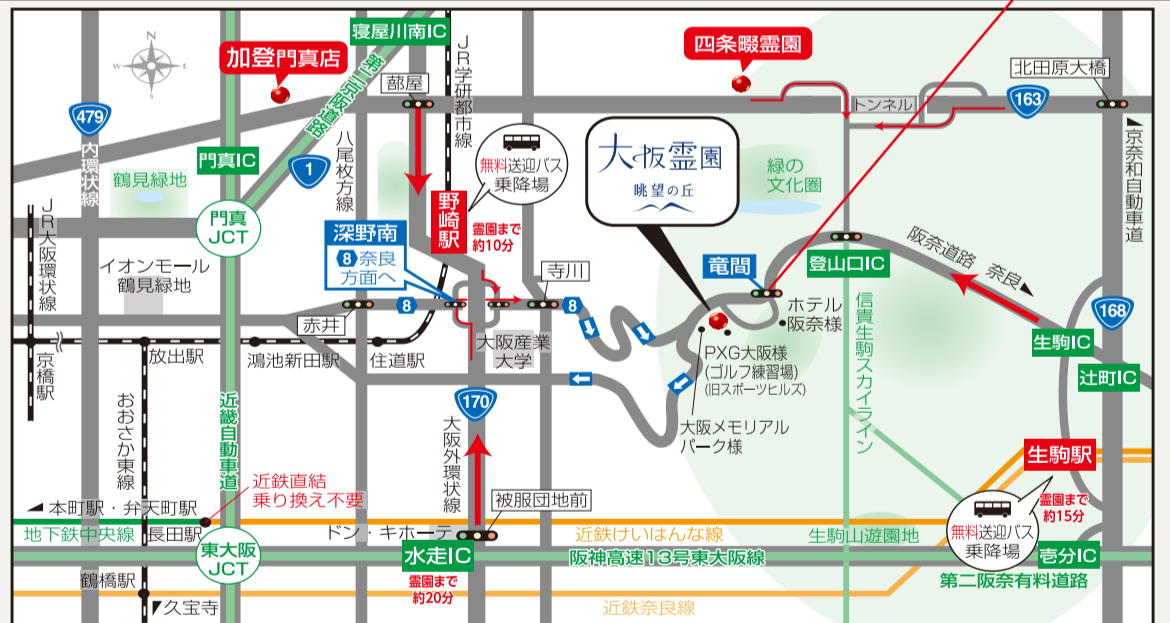 N
W
E
S
加登門真店
寝屋川南IC
四条畷霊園
北田原大橋
蔀屋
トンネル
163
479
内環状線
第二京阪道路
JR学研都市線
八尾枚方線
1
門真IC
鶴見緑地
門真
JCT
無料送迎バス
乗降場
野崎駅
霊園まで
約10分
大阪霊園
眺望の丘
緑の
文化圏
京奈和自動車道
JR大阪環状線
イオンモール
鶴見緑地
深野南
8 奈良
方面へ
寺川
竜間
登山口IC
阪奈道路 奈良
168
8
8
赤井
大阪産業
大学
ホテル
阪奈様
PXG大阪様
(ゴルフ練習場)
(旧スポーツヒルズ)
生駒IC
辻町IC
京橋駅
放出駅
鴻池新田駅
住道駅
信貴生駒スカイライン
大阪メモリアル
パーク様
おおさか東線
近畿自動車道
170
大阪外環状線
生駒駅
霊園まで
約15分
無料送迎バス
乗降場
近鉄直結
乗り換え不要
被服団地前
本町駅・弁天町駅
地下鉄中央線
長田駅
ドン・キホーテ
近鉄けいはんな線
生駒山遊園地
東大阪
JCT
水走IC
阪神高速13号東大阪線
壱分IC
第二阪奈有料道路
霊園まで
約20分
鶴橋駅
久宝寺
近鉄奈良線